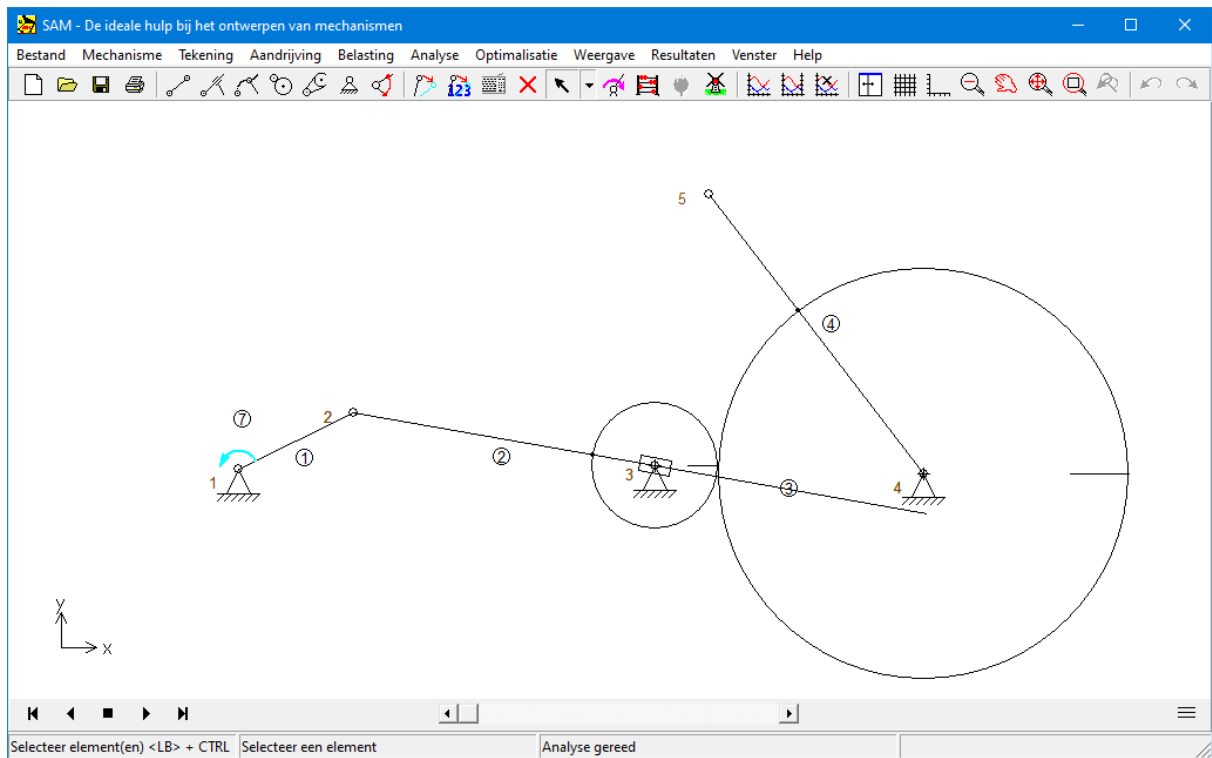 SAM - De ideale hulp bij het ontwerpen van mechanismen
Bestand Mechanisme Tekening Aandrijving Belasting Analyse Optimalisatie Weergave Resultaten Venster Help
123
5
4
7
2
1
2
3
3
4
1
y
x
Selecteer element(en) <LB> + CTRL Selecteer een element Analyse gereed